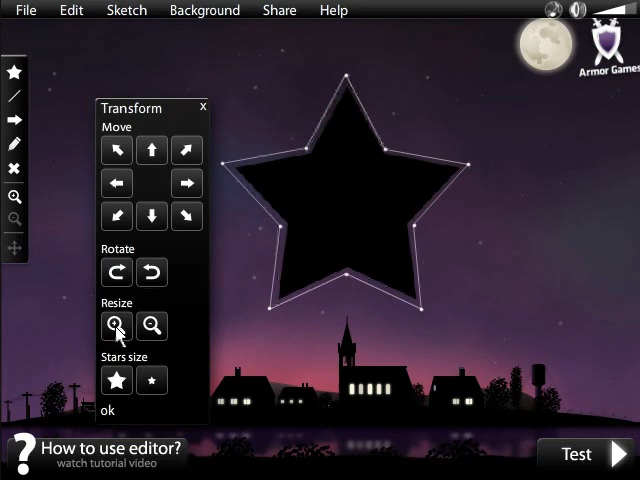 File Edit Sketch Background Share Help
Armor Games
Transform x
Move
Rotate
Resize
Stars size
ok
? How to use editor?
watch tutorial video
Test